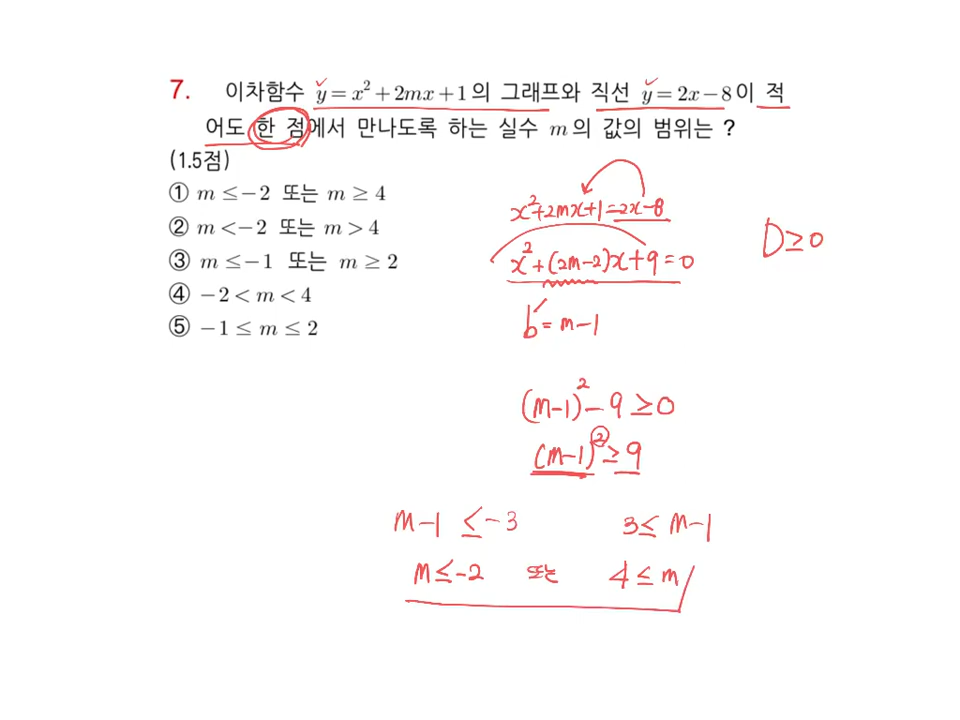 7. 이차함수 y=x²+2mx+1의 그래프와 직선 y=2x-8이 적
어도 한 점에서 만나도록 하는 실수 m의 값의 범위는 ?
(1.5점)
① m ≤ -2 또는 m ≥ 4
② m < -2 또는 m > 4
③ m ≤ -1 또는 m ≥ 2
④ -2 < m < 4
⑤ -1 ≤ m ≤ 2
x²+2mx+1=2x-8
D≥0
x²+(2m-2)x+9=0
b′=m-1
(m-1)²-9≥0
(m-1)²≥9
m-1≤-3 3≤m-1
m≤-2 또는 4≤m